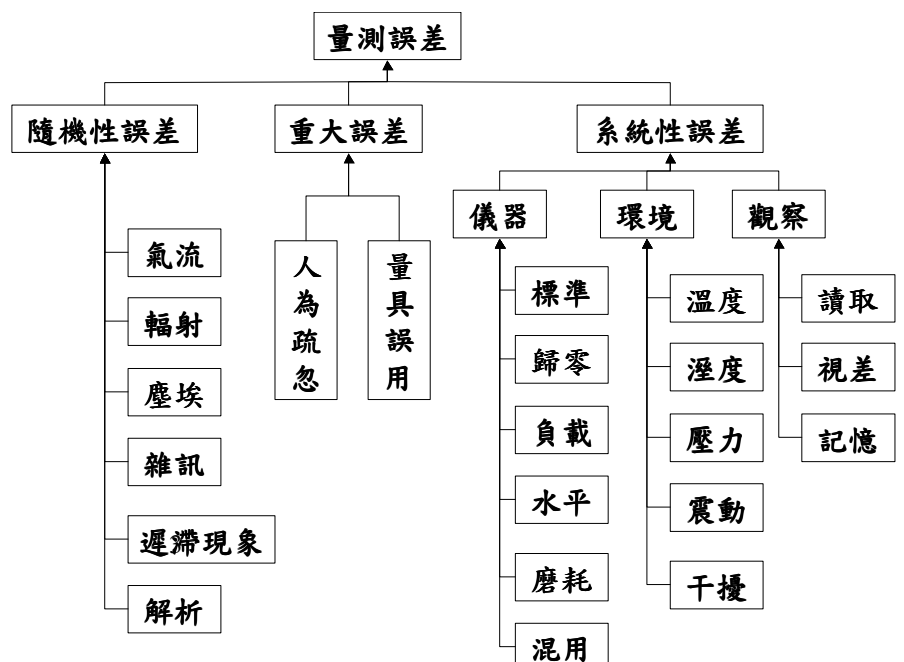 量測誤差
隨機性誤差
重大誤差
系統性誤差
氣流
輻射
塵埃
雜訊
遲滯現象
解析
人為疏忽
量具誤用
儀器
標準
歸零
負載
水平
磨耗
混用
環境
溫度
溼度
壓力
震動
干擾
觀察
讀取
視差
記憶